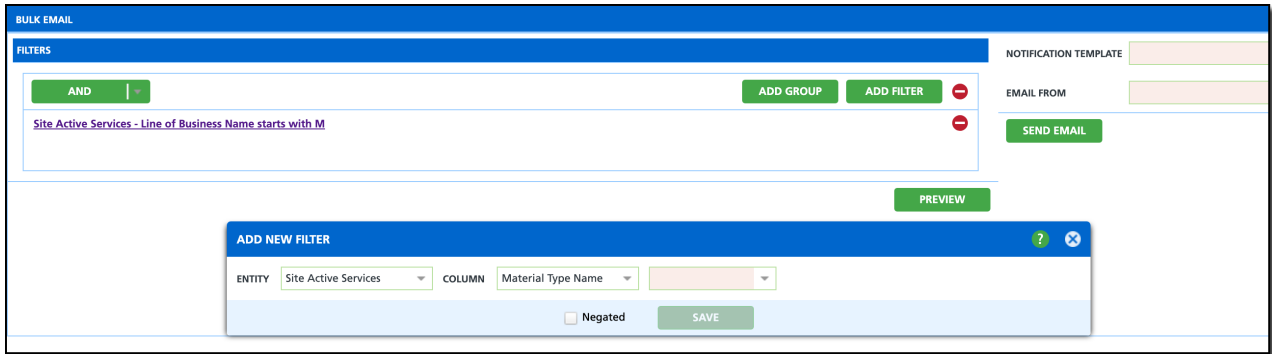 BULK EMAIL
FILTERS
AND
ADD GROUP
ADD FILTER
Site Active Services - Line of Business Name starts with M
PREVIEW
NOTIFICATION TEMPLATE
EMAIL FROM
SEND EMAIL
ADD NEW FILTER
?
ENTITY Site Active Services COLUMN Material Type Name
Negated SAVE